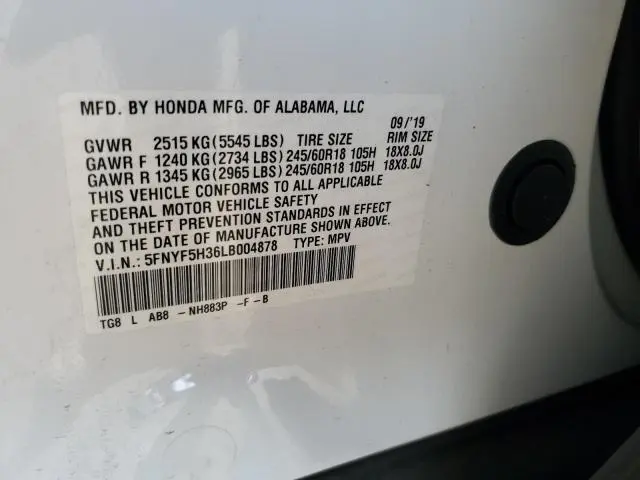 MFD. BY HONDA MFG. OF ALABAMA, LLC
09/'19
GVWR 2515 KG(5545 LBS) TIRE SIZE RIM SIZE
GAWR F 1240 KG(2734 LBS)245/60R18 105H 18X8.0J
GAWR R 1345 KG(2965 LBS)245/60R18 105H 18X8.0J
THIS VEHICLE CONFORMS TO ALL APPLICABLE
FEDERAL MOTOR VEHICLE SAFETY
AND THEFT PREVENTION STANDARDS IN EFFECT
ON THE DATE OF MANUFACTURE SHOWN ABOVE.
V.I.N.: 5FNYF5H36LB004878 TYPE: MPV
TG8 L AB8 -NH883P -F-B